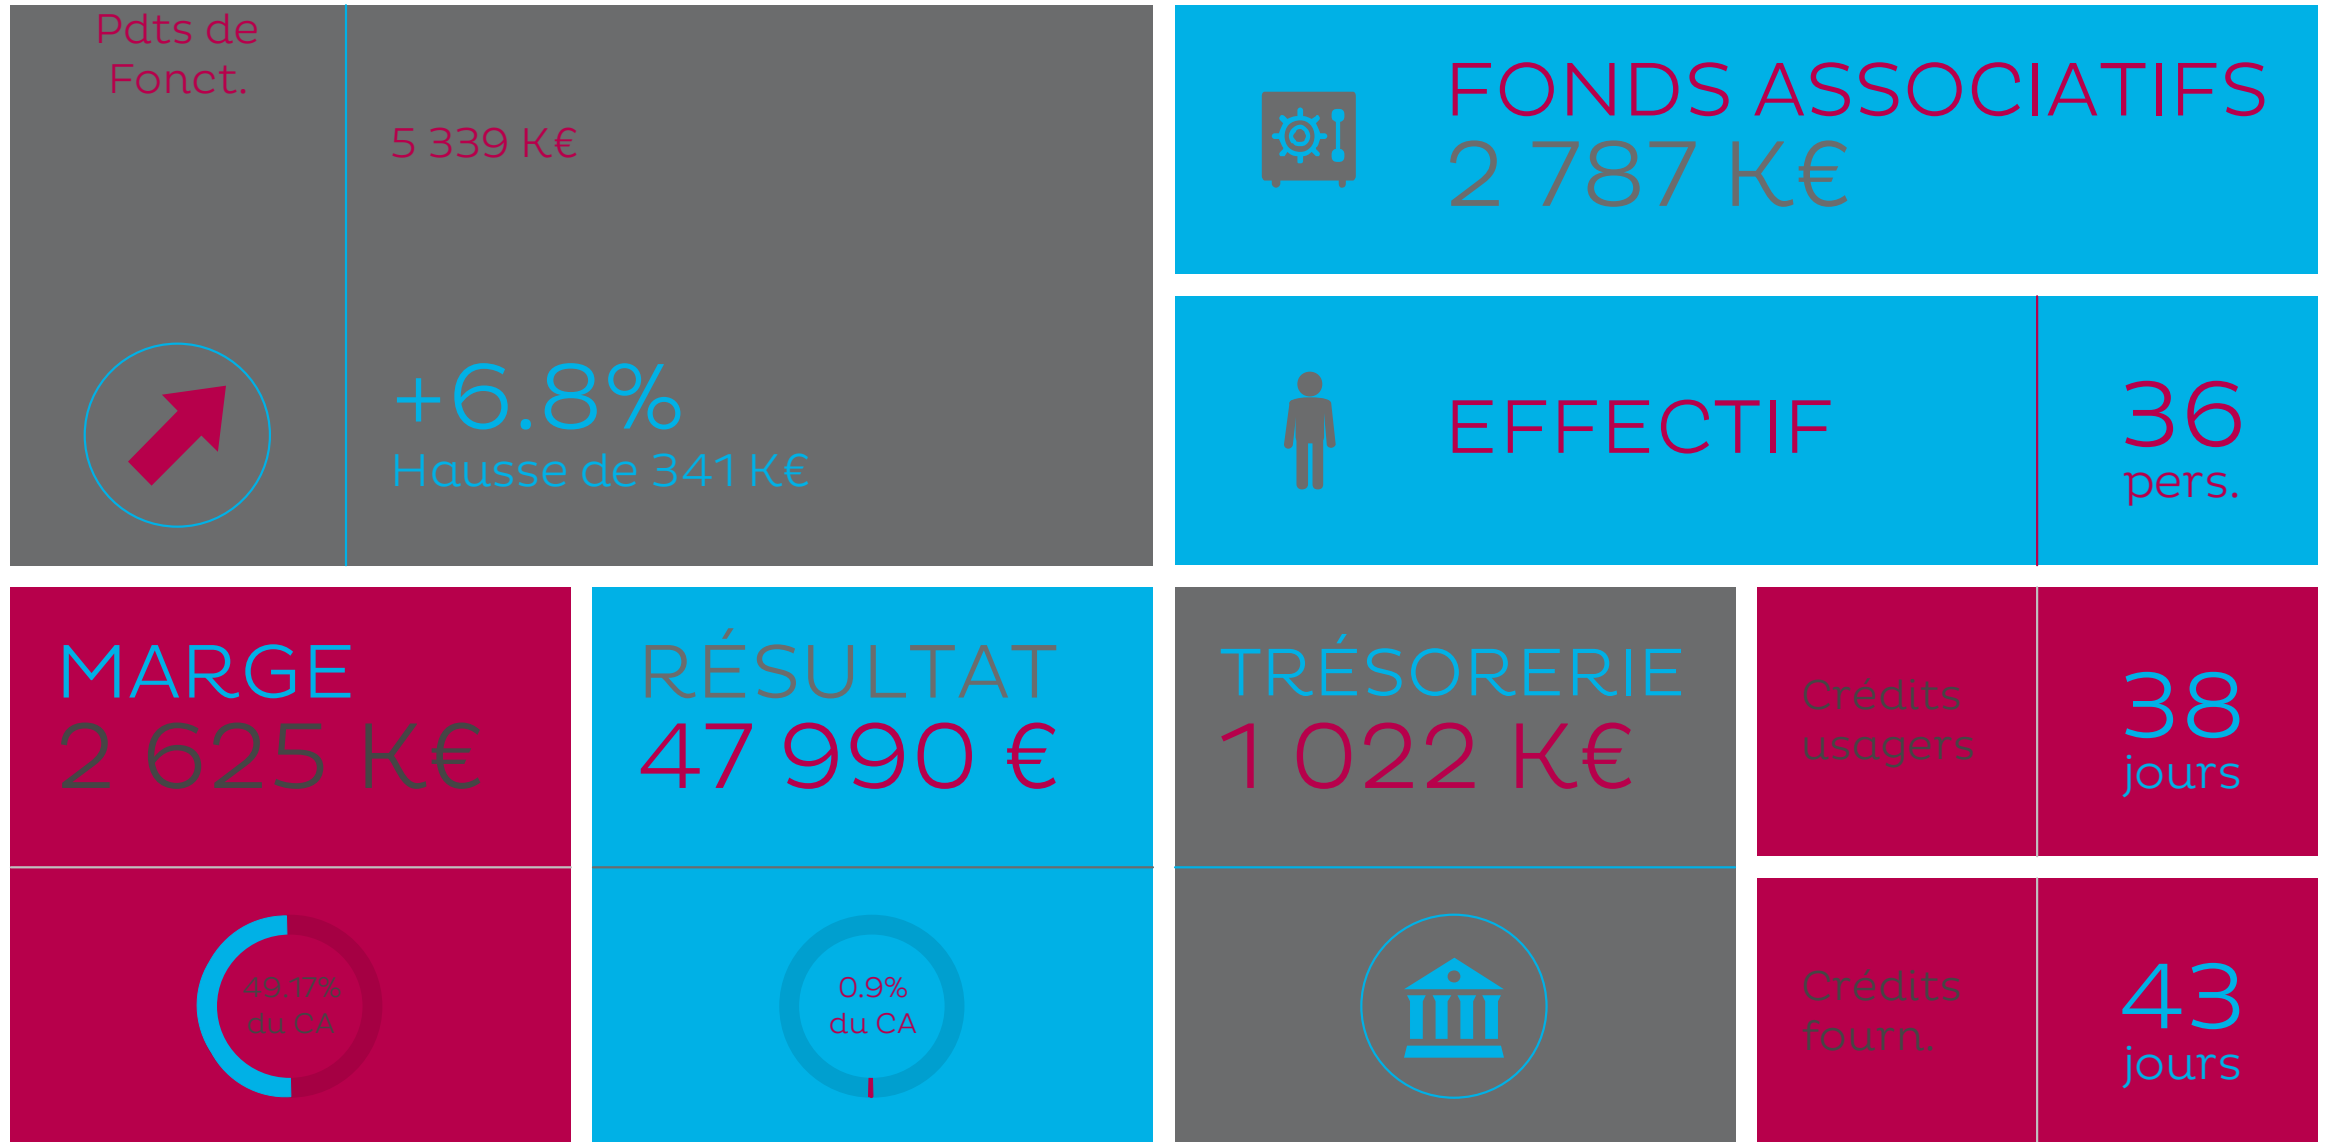 Pdts de
Fonct.
5 339 K€
+6.8%
Hausse de 341 K€
FONDS ASSOCIATIFS
2 787 K€
EFFECTIF
36
pers.
MARGE
2 625 K€
49.17%
du CA
RÉSULTAT
47 990 €
0.9%
du CA
TRÉSORERIE
1 022 K€
Crédits
usagers
38
jours
Crédits
fourn.
43
jours